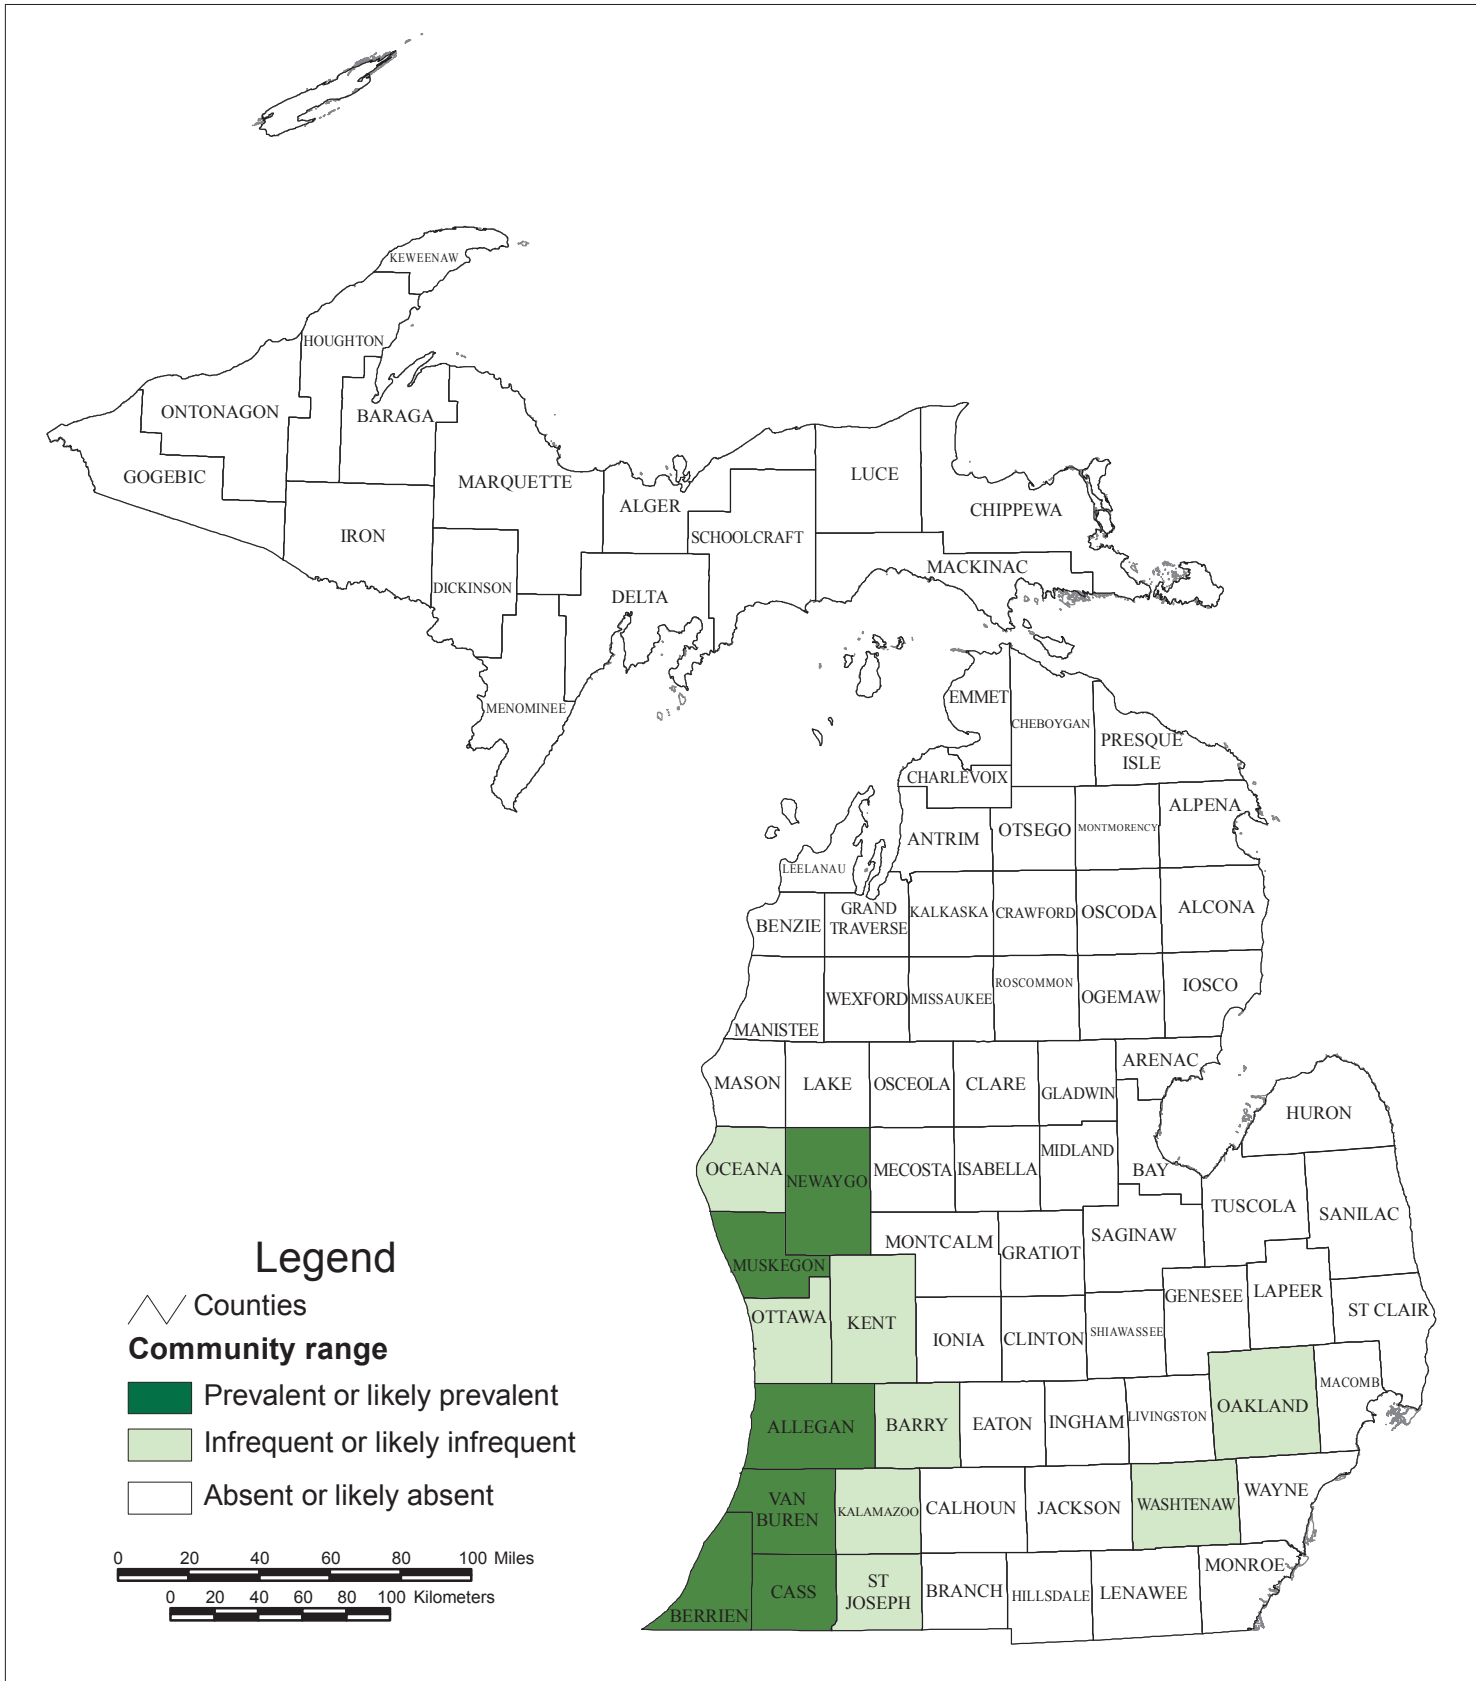 KEWEENAW
HOUGHTON
ONTONAGON
BARAGA
GOGEBIC
MARQUETTE
LUCE
ALGER
CHIPPEWA
IRON
SCHOOLCRAFT
MACKINAC
DICKINSON
DELTA
MENOMINEE
EMMET
CHEBOYGAN
PRESQUE
ISLE
CHARLEVOIX
ALPENA
ANTRIM
OTSEGO
MONTMORENCY
LEELANAU
BENZIE
GRAND
TRAVERSE
KALKASKA
CRAWFORD
OSCODA
ALCONA
MANISTEE
WEXFORD
MISSAUKEE
ROSCOMMON
OGEMAW
IOSCO
ARENAC
MASON
LAKE
OSCEOLA
CLARE
GLADWIN
HURON
OCEANA
NEWAYGO
MECOSTA
ISABELLA
MIDLAND
BAY
TUSCOLA
SANILAC
MUSKEGON
MONTCALM
GRATIOT
SAGINAW
GENESEE
LAPEER
ST CLAIR
OTTAWA
KENT
IONIA
CLINTON
SHIAWASSEE
ALLEGAN
BARRY
EATON
INGHAM
LIVINGSTON
OAKLAND
MACOMB
VAN
BUREN
KALAMAZOO
CALHOUN
JACKSON
WASHTENAW
WAYNE
BERRIEN
CASS
ST
JOSEPH
BRANCH
HILLSDALE
LENAWEE
MONROE
Legend
Counties
Community range
Prevalent or likely prevalent
Infrequent or likely infrequent
Absent or likely absent
0 20 40 60 80 100 Miles
0 20 40 60 80 100 Kilometers